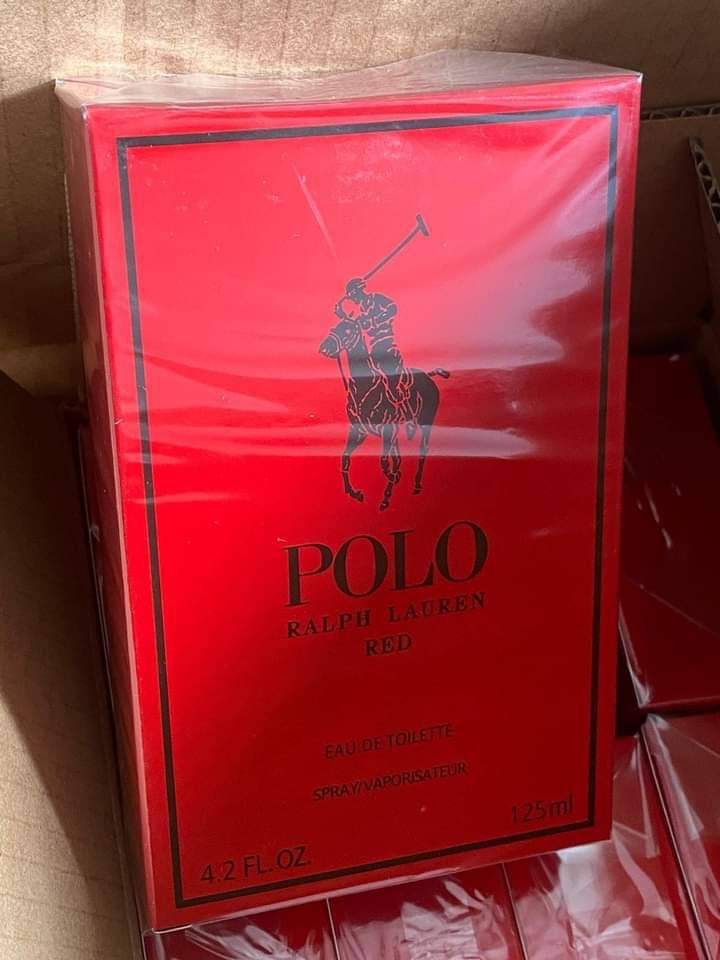 POLO
RALPH LAUREN
RED
EAU DE TOILETTE
SPRAY/VAPORISATEUR
4.2 FL.OZ.
125ml